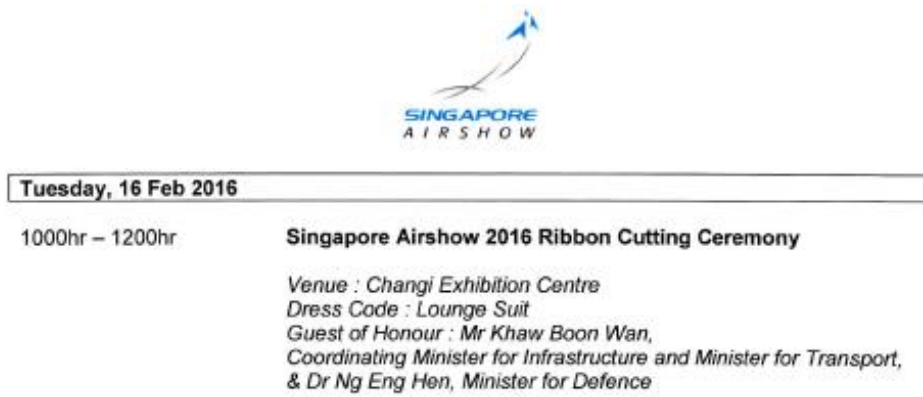 SINGAPORE
AIRSHOW
Tuesday, 16 Feb 2016
1000hr – 1200hr Singapore Airshow 2016 Ribbon Cutting Ceremony
Venue : Changi Exhibition Centre
Dress Code : Lounge Suit
Guest of Honour : Mr Khaw Boon Wan,
Coordinating Minister for Infrastructure and Minister for Transport,
& Dr Ng Eng Hen, Minister for Defence